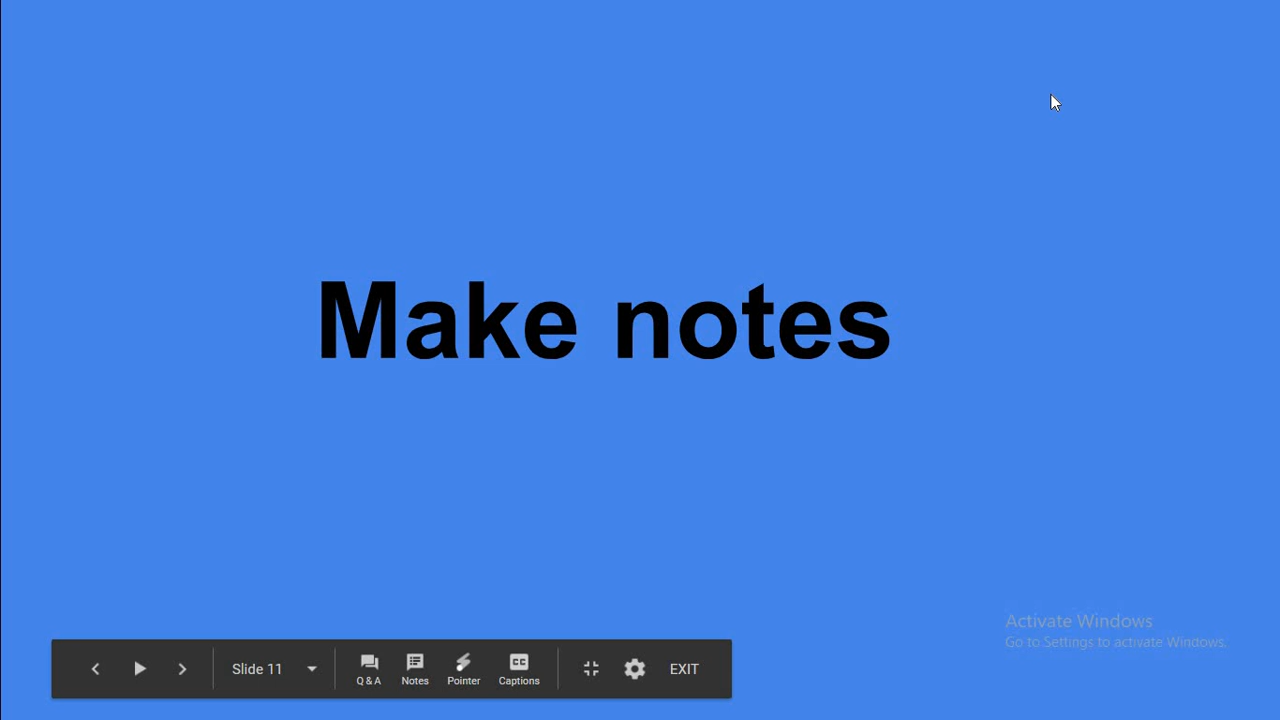 Make notes
Activate Windows
Go to Settings to activate Windows.
Slide 11
Q & A
Notes
Pointer
Captions
EXIT